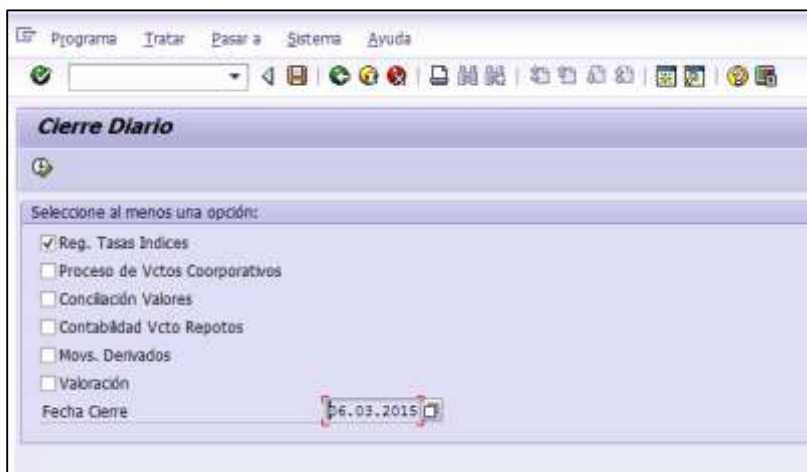 Programa Tratar Pasar a Sistema Ayuda
Cierre Diario
Seleccione al menos una opción:
Reg. Tasas Indices
Proceso de Vctos Coorporativos
Conciliación Valores
Contabilidad Vcto Repotos
Movs. Derivados
Valoración
Fecha Cierre 06.03.2015